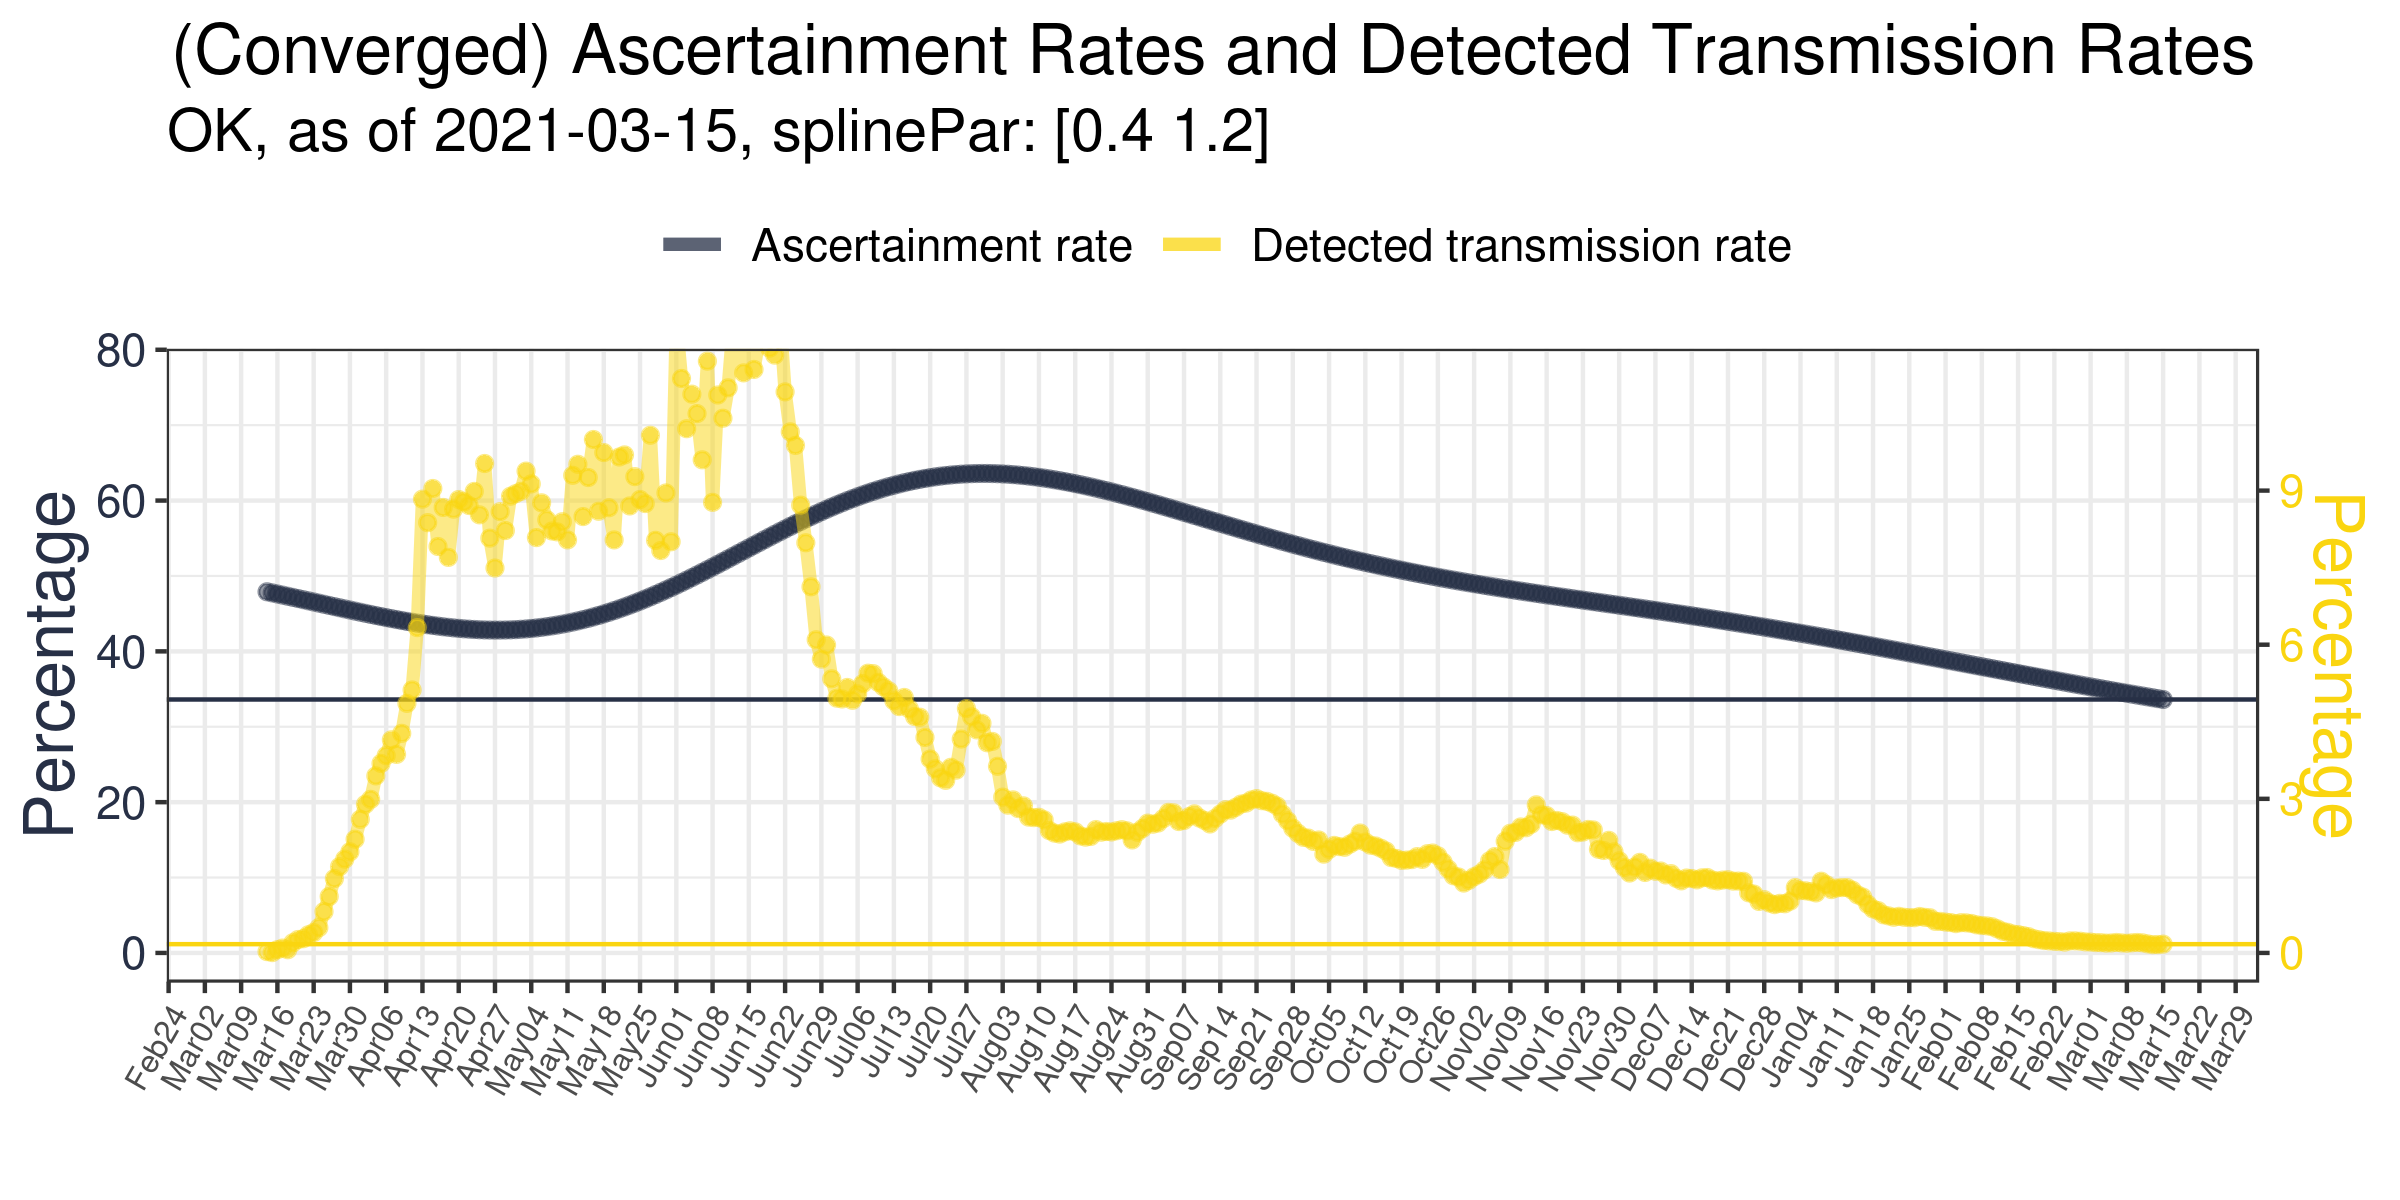 (Converged) Ascertainment Rates and Detected Transmission Rates
OK, as of 2021-03-15, splinePar: [0.4 1.2]
Ascertainment rate Detected transmission rate
Percentage
80
60
40
20
0
9
6
3
0
Percentage
Feb24 Mar02 Mar09 Mar16 Mar23 Mar30 Apr06 Apr13 Apr20 Apr27 May04 May11 May18 May25 Jun01 Jun08 Jun15 Jun22 Jun29 Jul06 Jul13 Jul20 Jul27 Aug03 Aug10 Aug17 Aug24 Aug31 Sep07 Sep14 Sep21 Sep28 Oct05 Oct12 Oct19 Oct26 Nov02 Nov09 Nov16 Nov23 Nov30 Dec07 Dec14 Dec21 Dec28 Jan04 Jan11 Jan18 Jan25 Feb01 Feb08 Feb15 Feb22 Mar01 Mar08 Mar15 Mar22 Mar29